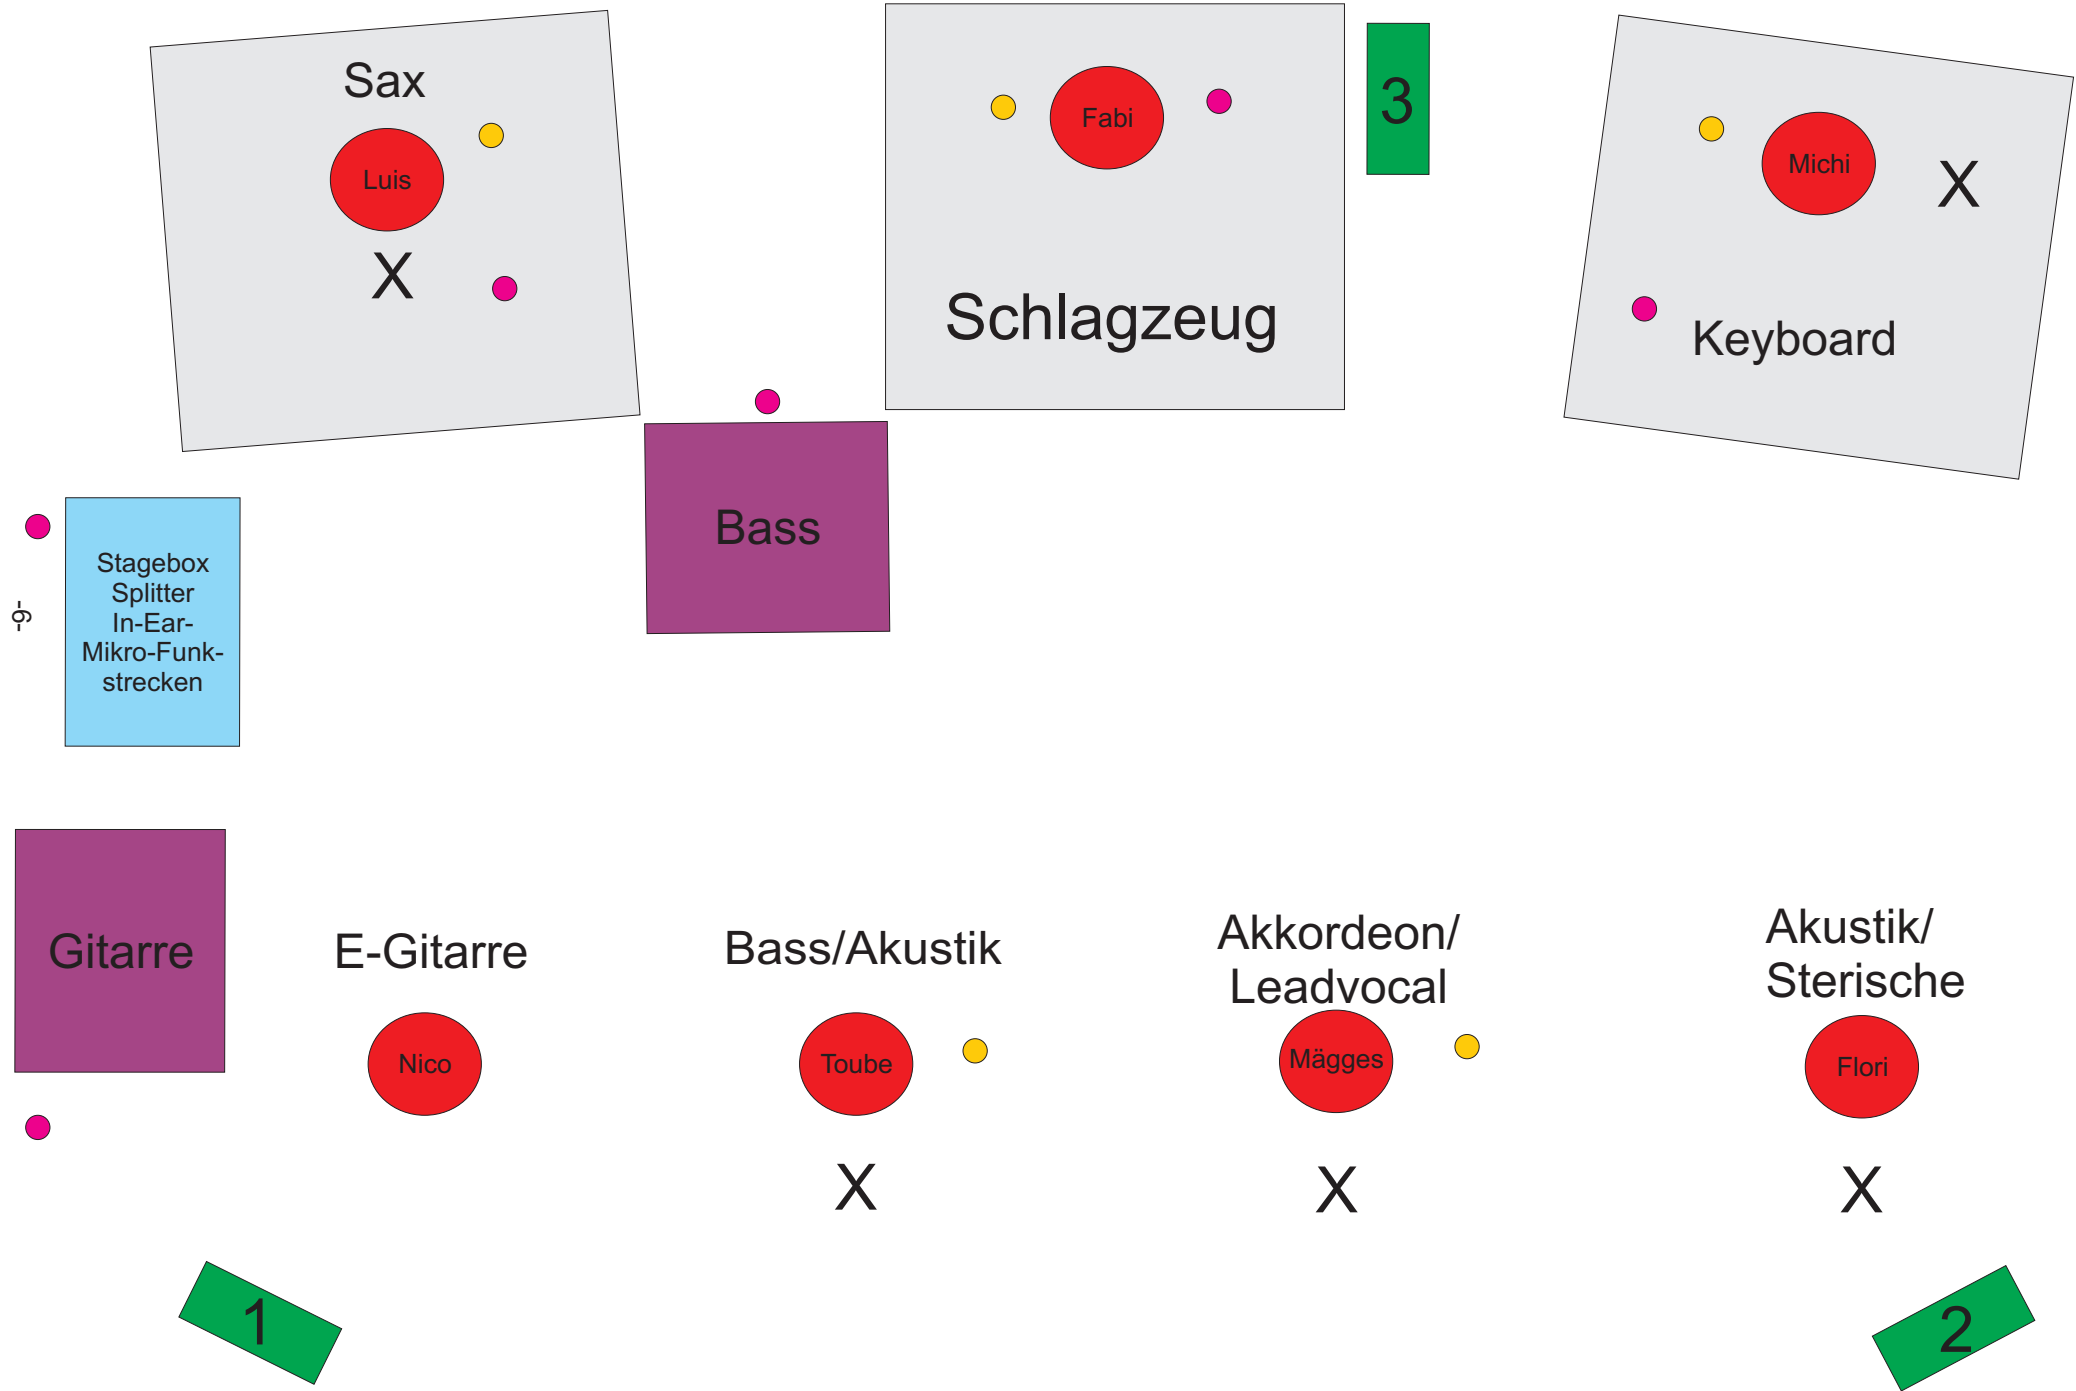 Sax
Luis
X
Fabi
3
Michi
X
Schlagzeug
Keyboard
Bass
Stagebox
Splitter
In-Ear-
Mikro-Funk-
strecken
-6-
Gitarre
E-Gitarre
Nico
Bass/Akustik
Toube
X
Akkordeon/
Leadvocal
Mägges
X
Akustik/
Sterische
Flori
X
1
2